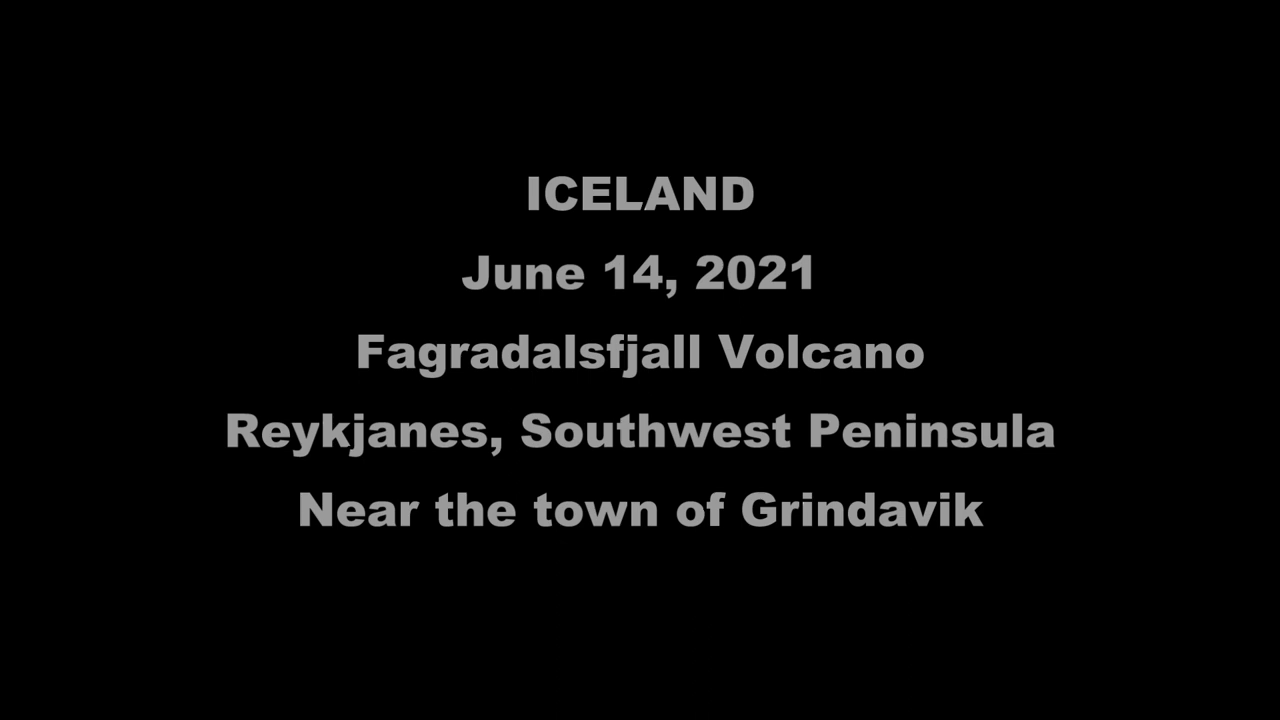 ICELAND
June 14, 2021
Fagradalsfjall Volcano
Reykjanes, Southwest Peninsula
Near the town of Grindavik